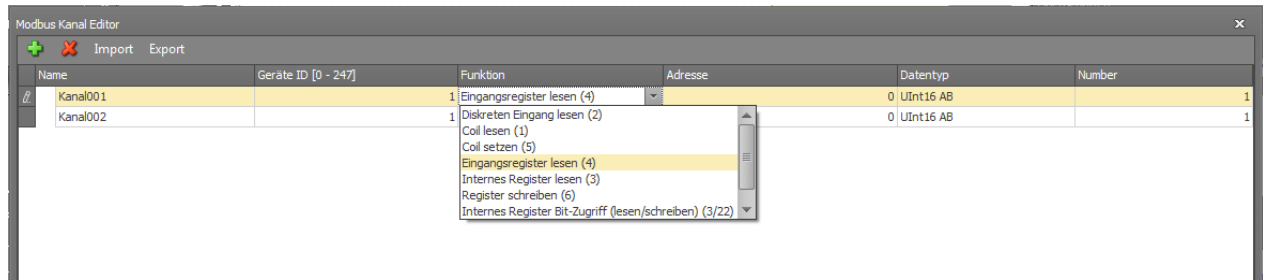 Modbus Kanal Editor x
Import Export
Name Geräte ID [0 - 247] Funktion Adresse Datentyp Number
Kanal001 1 Eingangsregister lesen (4) 0 UInt16 AB 1
Kanal002 1 0 UInt16 AB 1
Diskreten Eingang lesen (2)
Coil lesen (1)
Coil setzen (5)
Eingangsregister lesen (4)
Internes Register lesen (3)
Register schreiben (6)
Internes Register Bit-Zugriff (lesen/schreiben) (3/22)